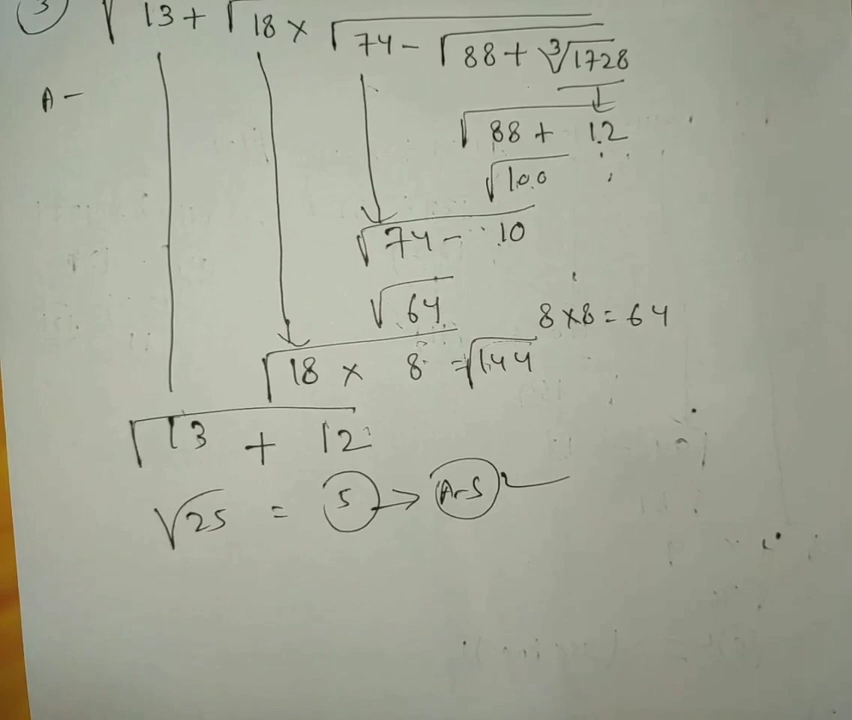 3 √13 + √18 × √74 - √88 + ∛1728
A -
√88 + 12
√100
√74 - 10
√64 8 × 8 = 64
√18 × 8 = √144
√13 + 12
√25 = 5 → Ans